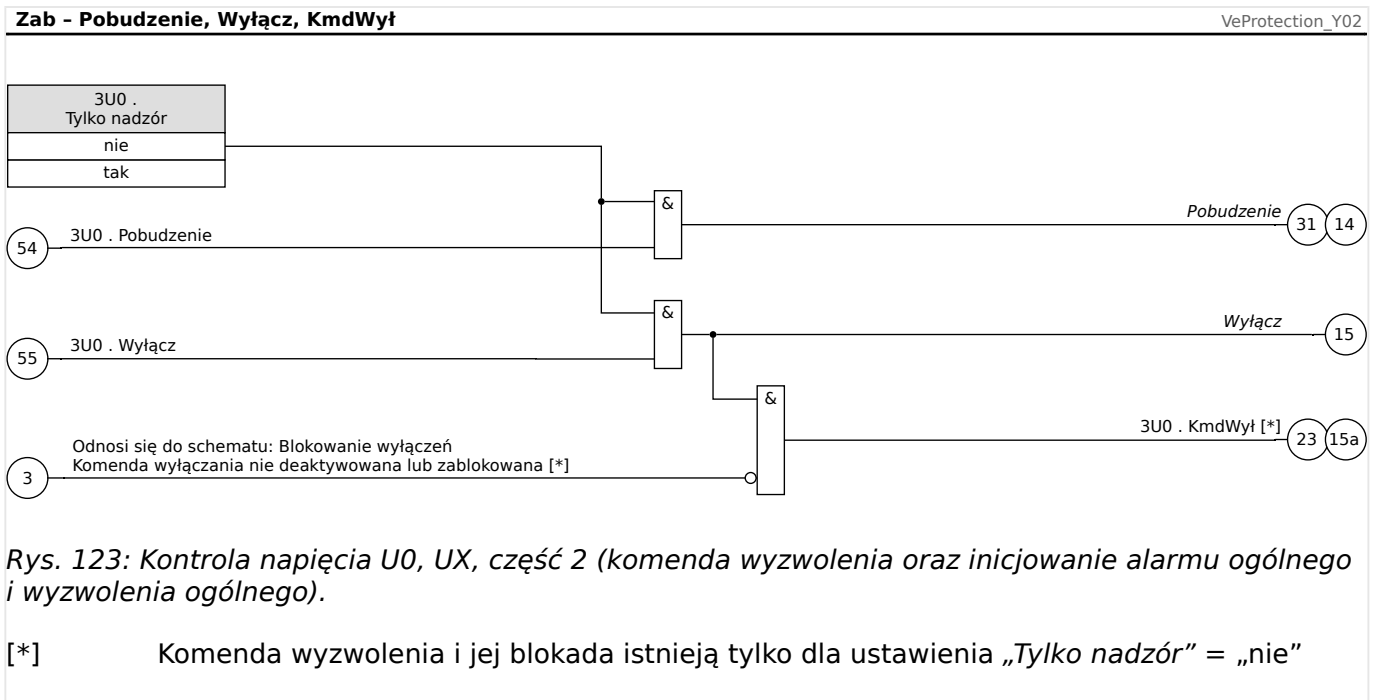 Zab – Pobudzenie, Wyłącz, KmdWył
VeProtection_Y02
3U0 .
Tylko nadzór
nie
tak
&
Pobudzenie
31
14
54
3U0 . Pobudzenie
&
Wyłącz
15
55
3U0 . Wyłącz
&
3U0 . KmdWył [*]
23
15a
Odnosi się do schematu: Blokowanie wyłączeń
Komenda wyłączania nie deaktywowana lub zablokowana [*]
3
Rys. 123: Kontrola napięcia U0, UX, część 2 (komenda wyzwolenia oraz inicjowanie alarmu ogólnego
i wyzwolenia ogólnego).
[*] Komenda wyzwolenia i jej blokada istnieją tylko dla ustawienia „Tylko nadzór” = „nie”